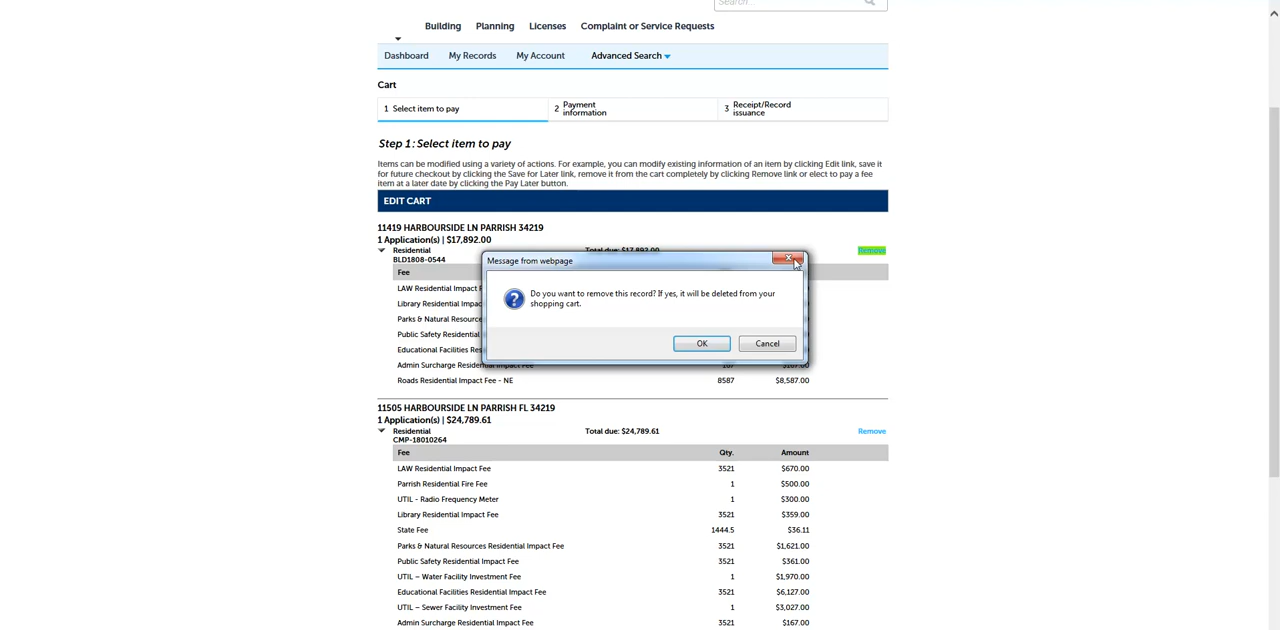 Search...
Building Planning Licenses Complaint or Service Requests
Dashboard My Records My Account Advanced Search
Cart
1 Select item to pay 2 Payment information 3 Receipt/Record issuance
Step 1: Select item to pay
Items can be modified using a variety of actions. For example, you can modify existing information of an item by clicking Edit link, save it
for future checkout by clicking the Save for Later link, remove it from the cart completely by clicking Remove link or elect to pay a fee
item at a later date by clicking the Pay Later button.
EDIT CART
11419 HARBOURSIDE LN PARRISH 34219
1 Application(s) | $17,892.00
Residential Total due: $17,892.00 Remove
BLD1808-0544
Fee
Message from webpage
Do you want to remove this record? If yes, it will be deleted from your
shopping cart.
OK Cancel
LAW Residential Impact
Library Residential
Parks & Natural Resource
Public Safety Residential
Educational Facilities
Admin Surcharge Residential Impact Fee
Roads Residential Impact Fee - NE 8587 $8,587.00
11505 HARBOURSIDE LN PARRISH FL 34219
1 Application(s) | $24,789.61
Residential Total due: $24,789.61 Remove
CMP-18010264
Fee Qty. Amount
LAW Residential Impact Fee 3521 $670.00
Parrish Residential Fire Fee 1 $500.00
UTIL - Radio Frequency Meter 1 $300.00
Library Residential Impact Fee 3521 $359.00
State Fee 1444.5 $36.11
Parks & Natural Resources Residential Impact Fee 3521 $1,621.00
Public Safety Residential Impact Fee 3521 $361.00
UTIL – Water Facility Investment Fee 1 $1,970.00
Educational Facilities Residential Impact Fee 3521 $6,127.00
UTIL – Sewer Facility Investment Fee 1 $3,027.00
Admin Surcharge Residential Impact Fee 3521 $167.00